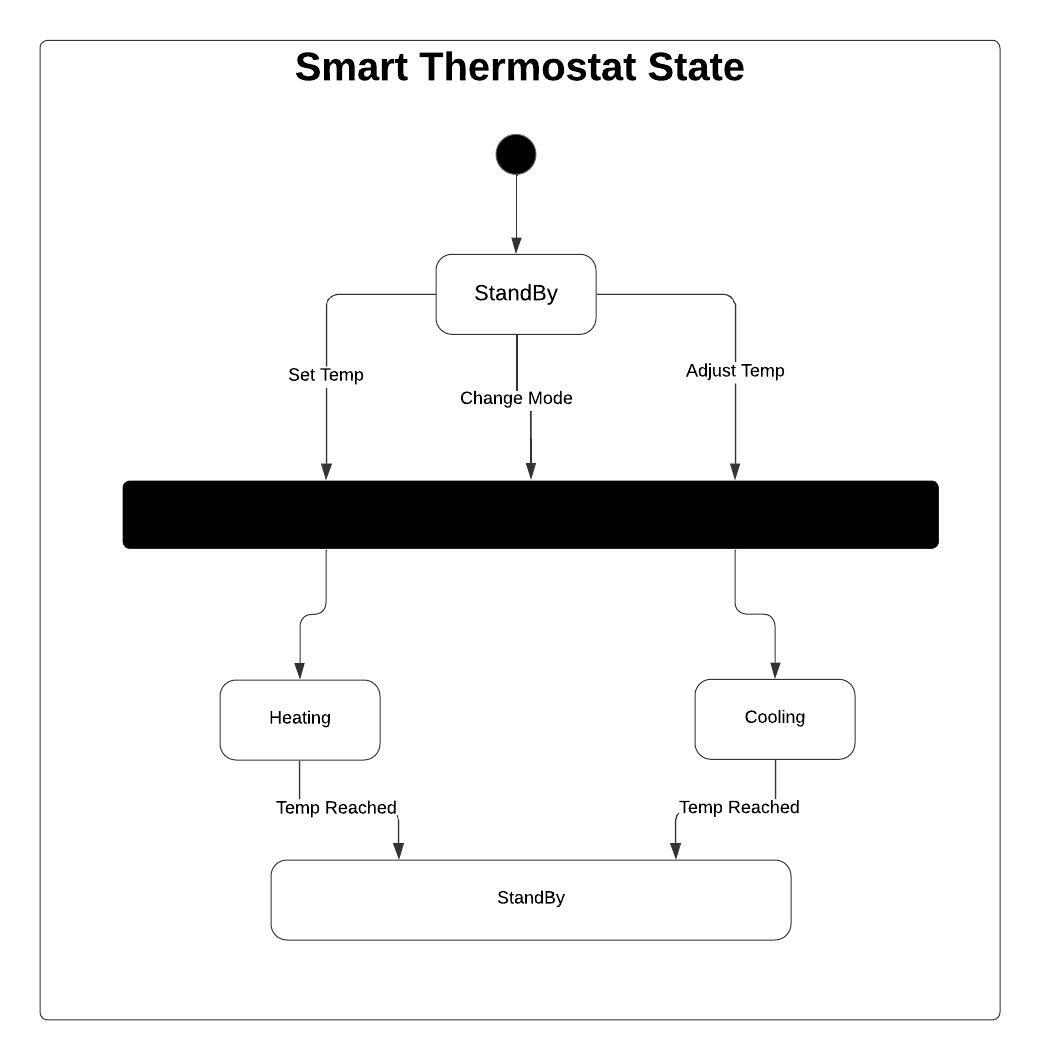 Smart Thermostat State
StandBy
Set Temp
Change Mode
Adjust Temp
Heating
Cooling
Temp Reached
Temp Reached
StandBy